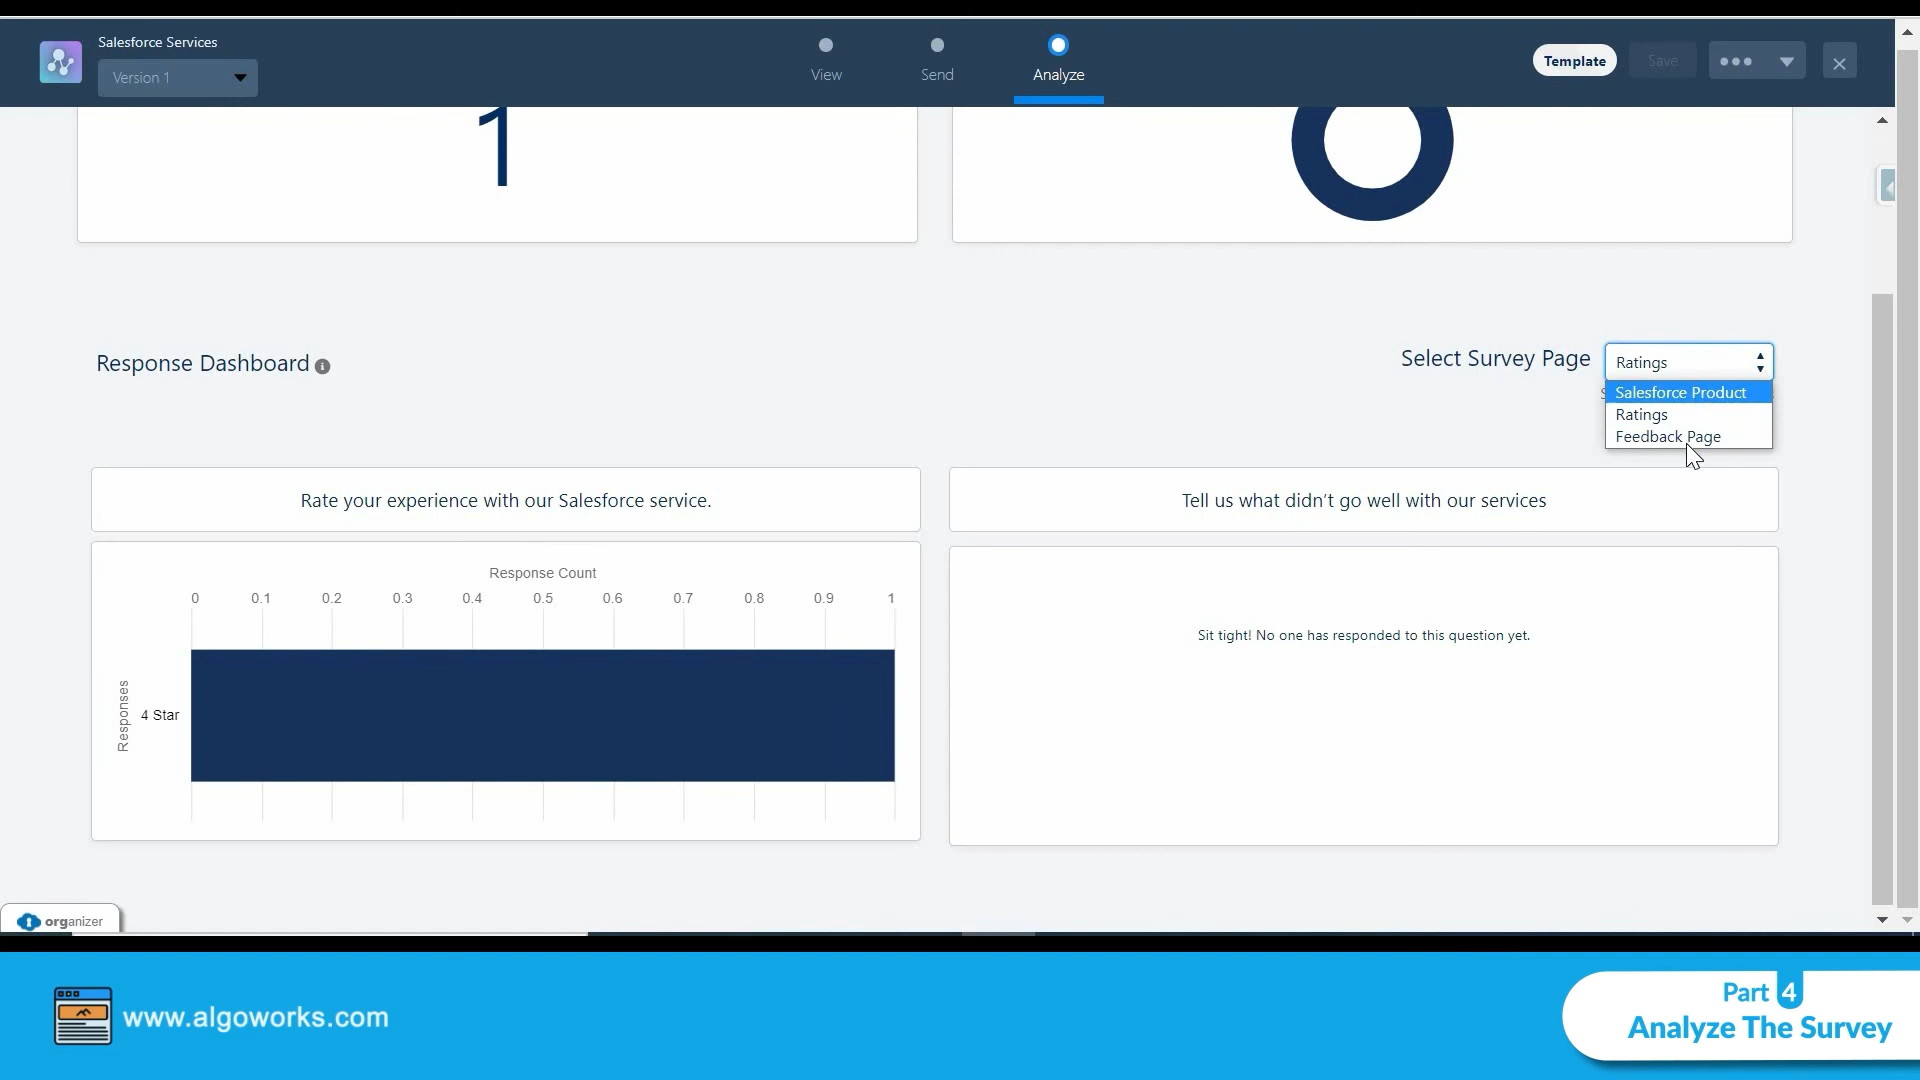 Salesforce Services
Version 1
View
Send
Analyze
Template
Save
1
Response Dashboard
Select Survey Page
Ratings
Salesforce Product
Ratings
Feedback Page
Rate your experience with our Salesforce service.
Tell us what didn't go well with our services
Response Count
0 0.1 0.2 0.3 0.4 0.5 0.6 0.7 0.8 0.9 1
Responses
4 Star
Sit tight! No one has responded to this question yet.
organizer
www.algoworks.com
Part 4
Analyze The Survey